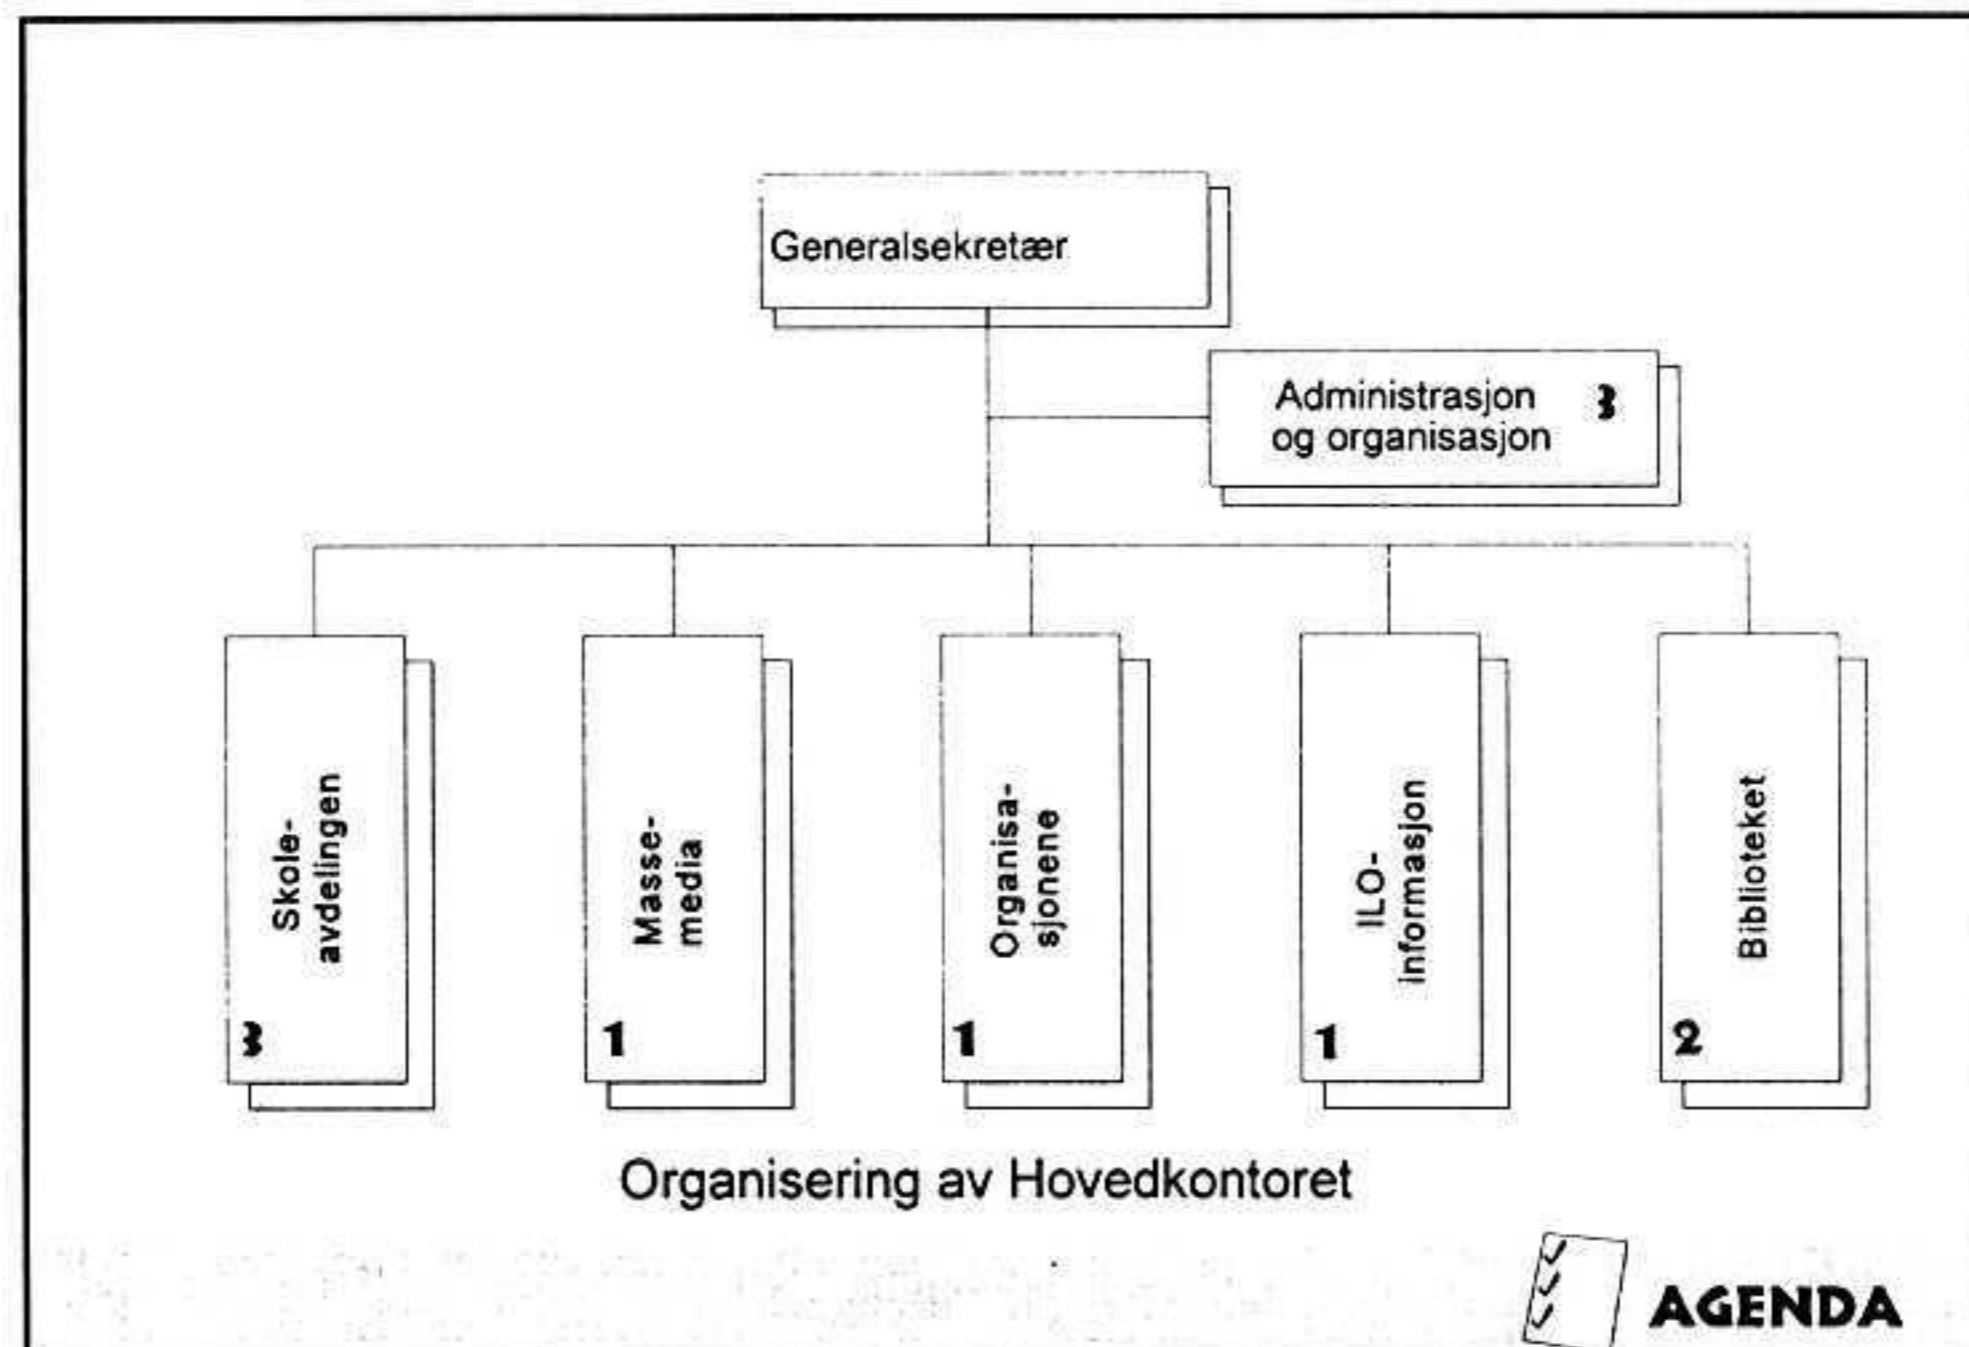 Generalsekretær
Administrasjon
og organisasjon
3
Skole-
avdelingen
3
Masse-
media
1
Organisa-
sjonene
1
ILO-
informasjon
1
Biblioteket
2
Organisering av Hovedkontoret
AGENDA